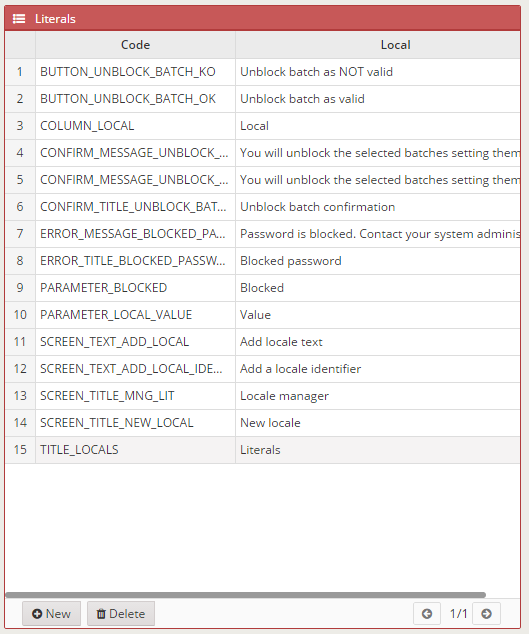 Literals
Code Local
1 BUTTON_UNBLOCK_BATCH_KO Unblock batch as NOT valid
2 BUTTON_UNBLOCK_BATCH_OK Unblock batch as valid
3 COLUMN_LOCAL Local
4 CONFIRM_MESSAGE_UNBLOCK_... You will unblock the selected batches setting them
5 CONFIRM_MESSAGE_UNBLOCK_... You will unblock the selected batches setting them
6 CONFIRM_TITLE_UNBLOCK_BAT... Unblock batch confirmation
7 ERROR_MESSAGE_BLOCKED_PA... Password is blocked. Contact your system adminis
8 ERROR_TITLE_BLOCKED_PASSW... Blocked password
9 PARAMETER_BLOCKED Blocked
10 PARAMETER_LOCAL_VALUE Value
11 SCREEN_TEXT_ADD_LOCAL Add locale text
12 SCREEN_TEXT_ADD_LOCAL_IDE... Add a locale identifier
13 SCREEN_TITLE_MNG_LIT Locale manager
14 SCREEN_TITLE_NEW_LOCAL New locale
15 TITLE_LOCALS Literals
New Delete 1/1